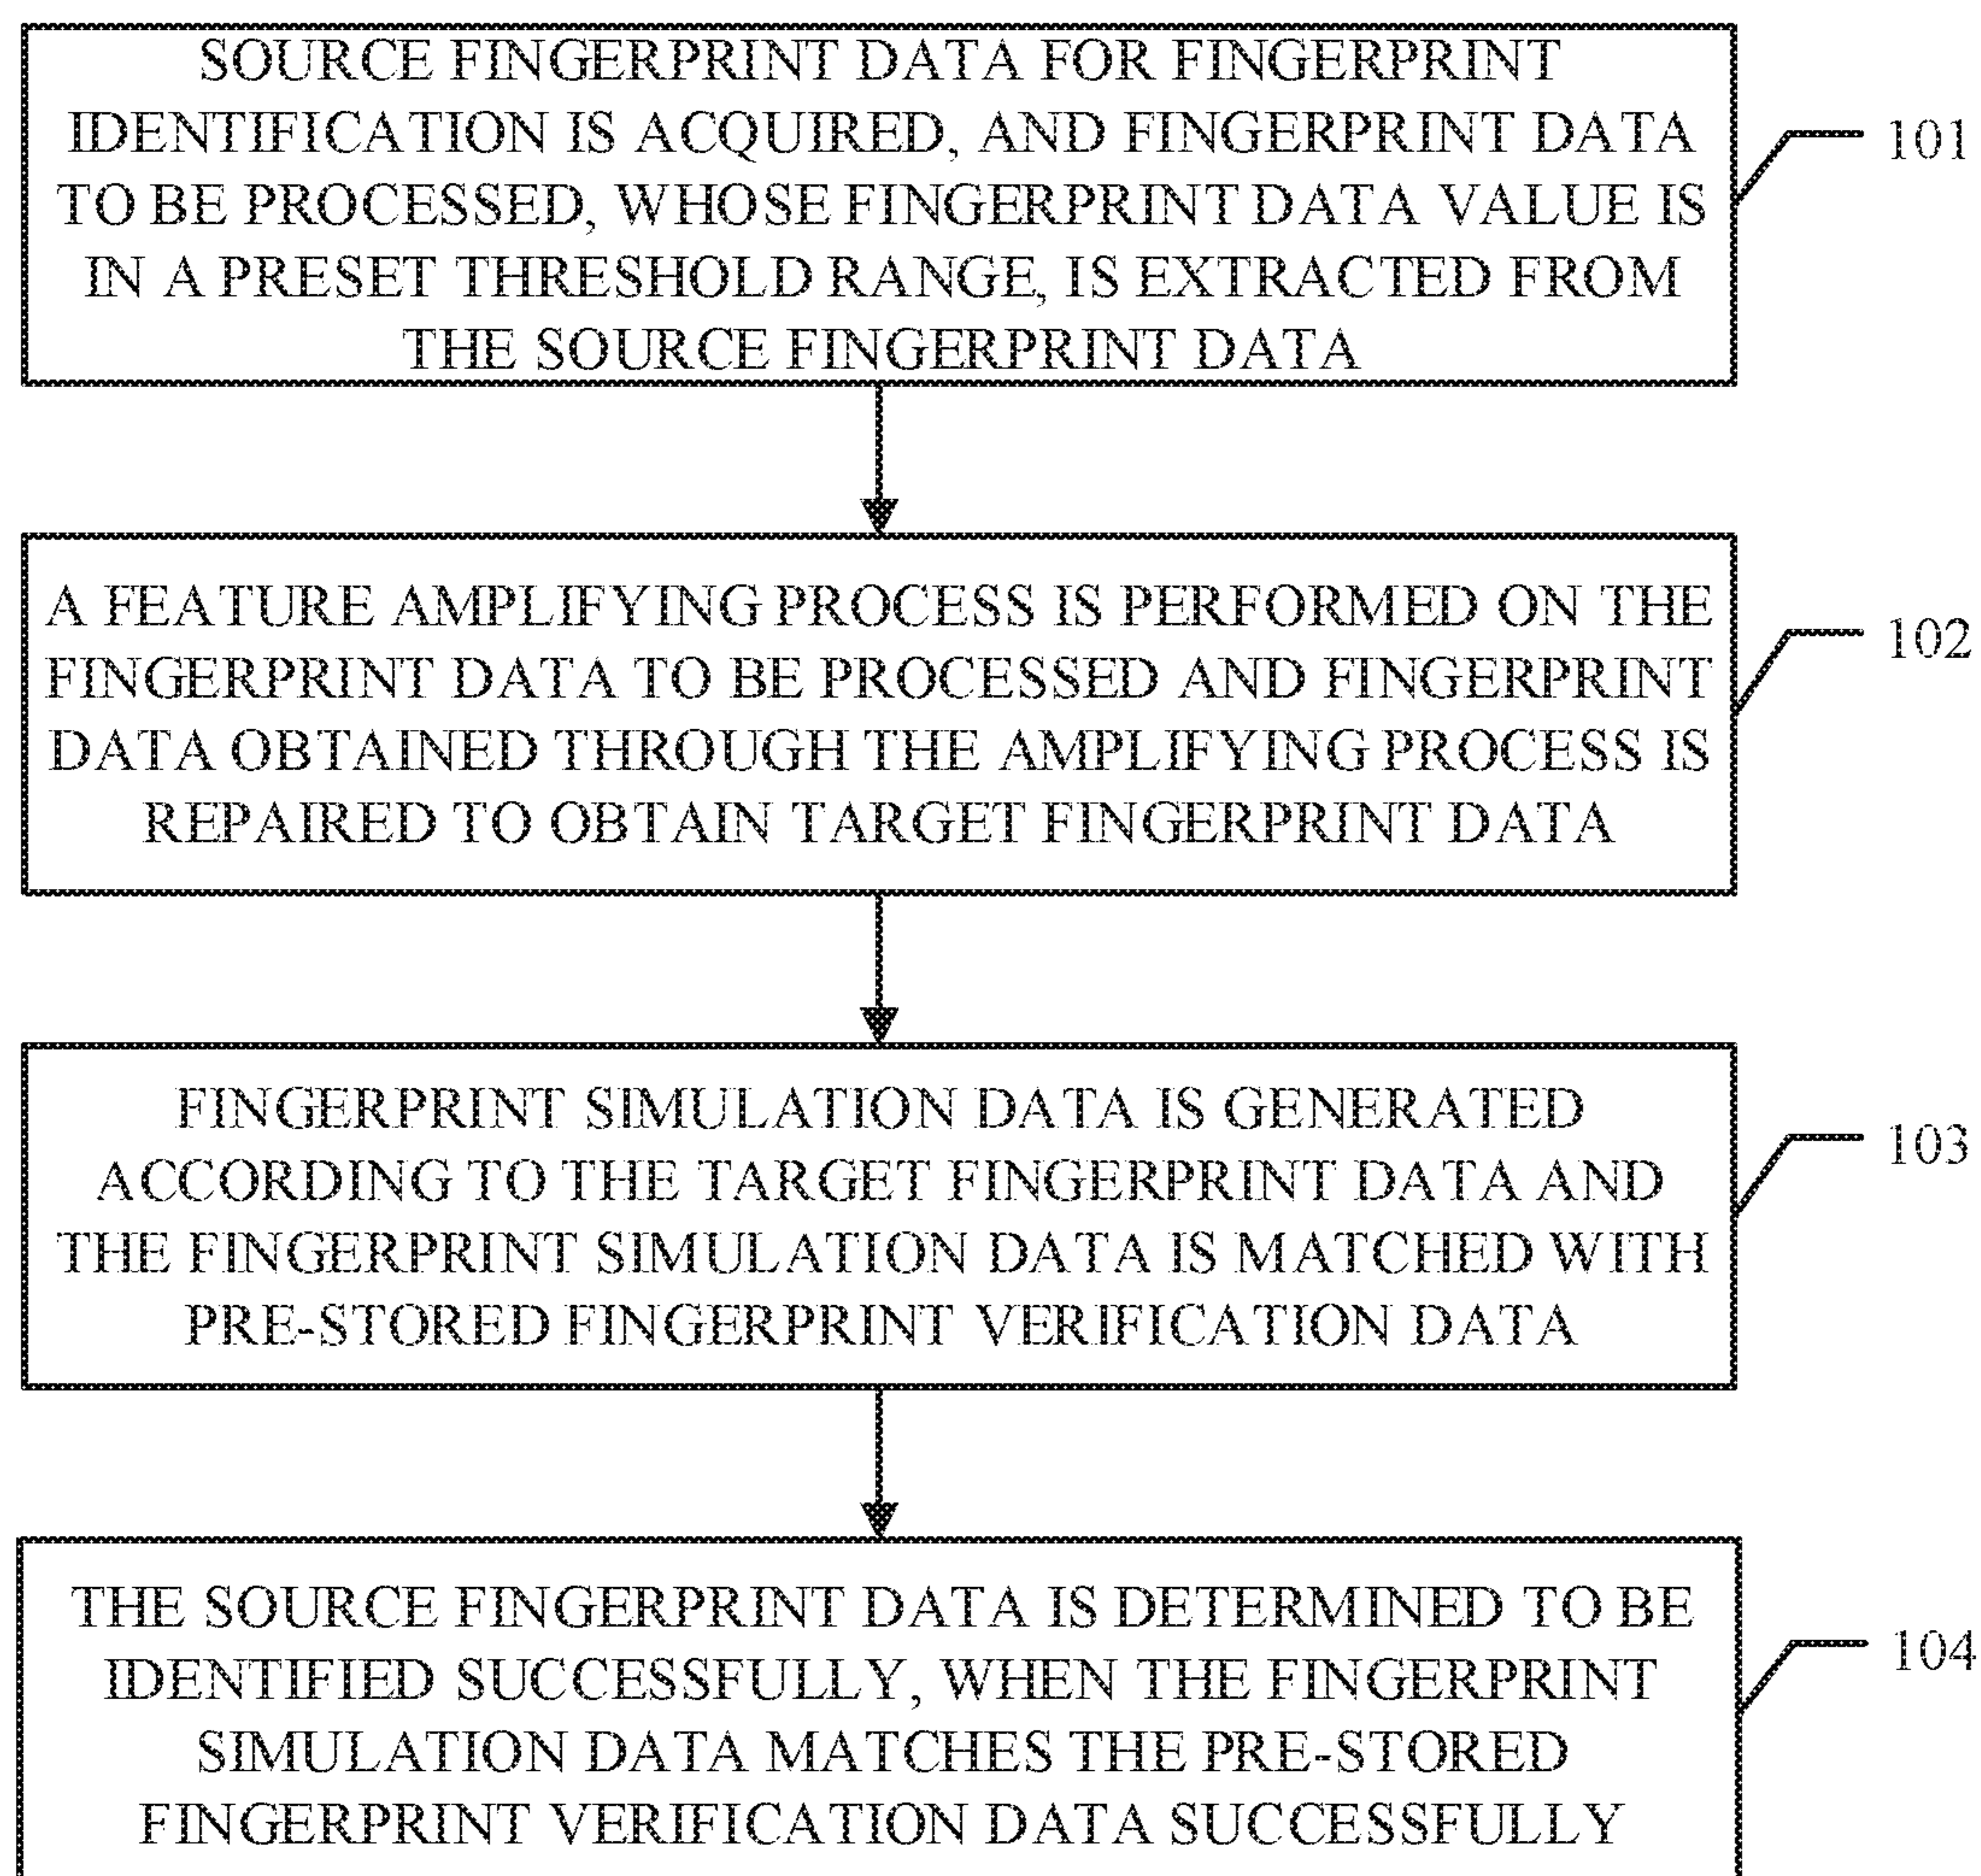 SOURCE FINGERPRINT DATA FOR FINGERPRINT
IDENTIFICATION IS ACQUIRED, AND FINGERPRINT DATA
TO BE PROCESSED, WHOSE FINGERPRINT DATA VALUE IS
IN A PRESET THRESHOLD RANGE, IS EXTRACTED FROM
THE SOURCE FINGERPRINT DATA
101
A FEATURE AMPLIFYING PROCESS IS PERFORMED ON THE
FINGERPRINT DATA TO BE PROCESSED AND FINGERPRINT
DATA OBTAINED THROUGH THE AMPLIFYING PROCESS IS
REPAIRED TO OBTAIN TARGET FINGERPRINT DATA
102
FINGERPRINT SIMULATION DATA IS GENERATED
ACCORDING TO THE TARGET FINGERPRINT DATA AND
THE FINGERPRINT SIMULATION DATA IS MATCHED WITH
PRE-STORED FINGERPRINT VERIFICATION DATA
103
THE SOURCE FINGERPRINT DATA IS DETERMINED TO BE
IDENTIFIED SUCCESSFULLY, WHEN THE FINGERPRINT
SIMULATION DATA MATCHES THE PRE-STORED
FINGERPRINT VERIFICATION DATA SUCCESSFULLY
104